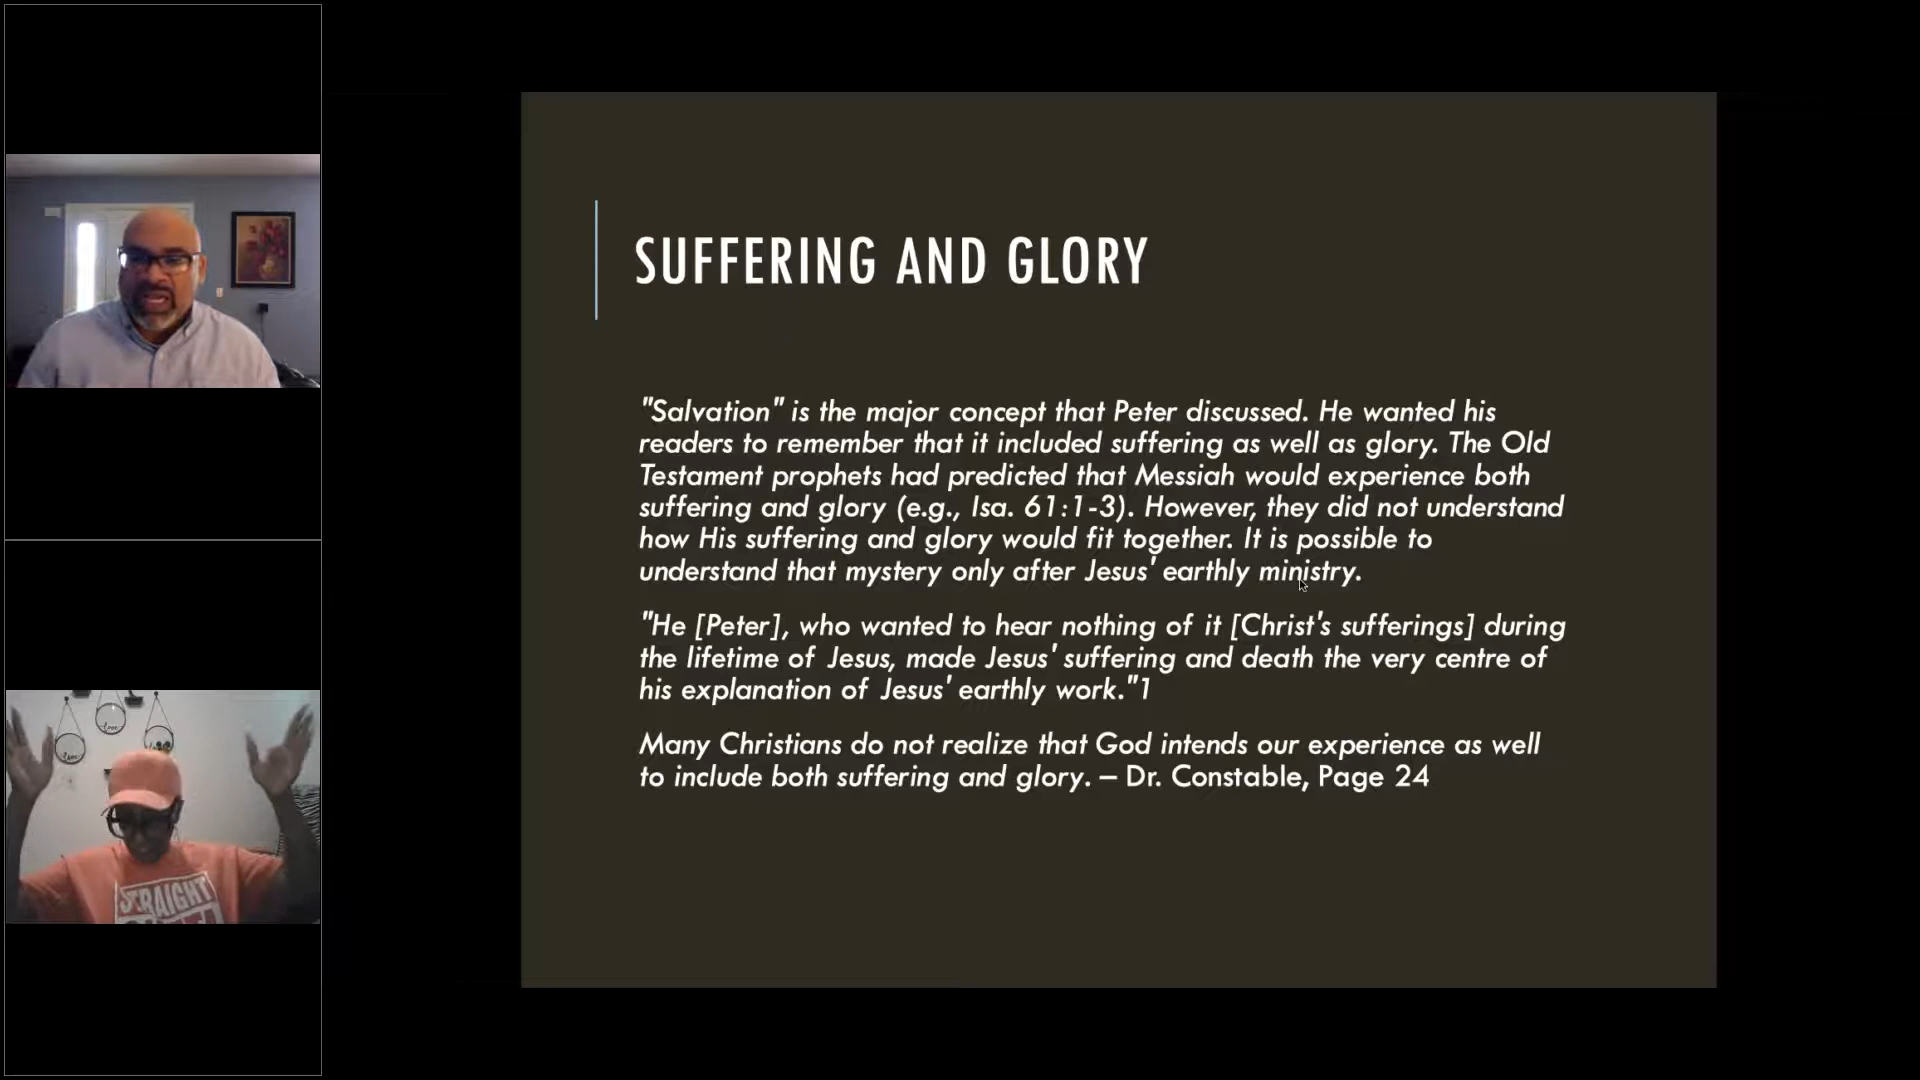 SUFFERING AND GLORY
"Salvation" is the major concept that Peter discussed. He wanted his
readers to remember that it included suffering as well as glory. The Old
Testament prophets had predicted that Messiah would experience both
suffering and glory (e.g., Isa. 61:1-3). However, they did not understand
how His suffering and glory would fit together. It is possible to
understand that mystery only after Jesus' earthly ministry.
"He [Peter], who wanted to hear nothing of it [Christ's sufferings] during
the lifetime of Jesus, made Jesus' suffering and death the very centre of
his explanation of Jesus' earthly work."1
Many Christians do not realize that God intends our experience as well
to include both suffering and glory. – Dr. Constable, Page 24
STRAIGHT